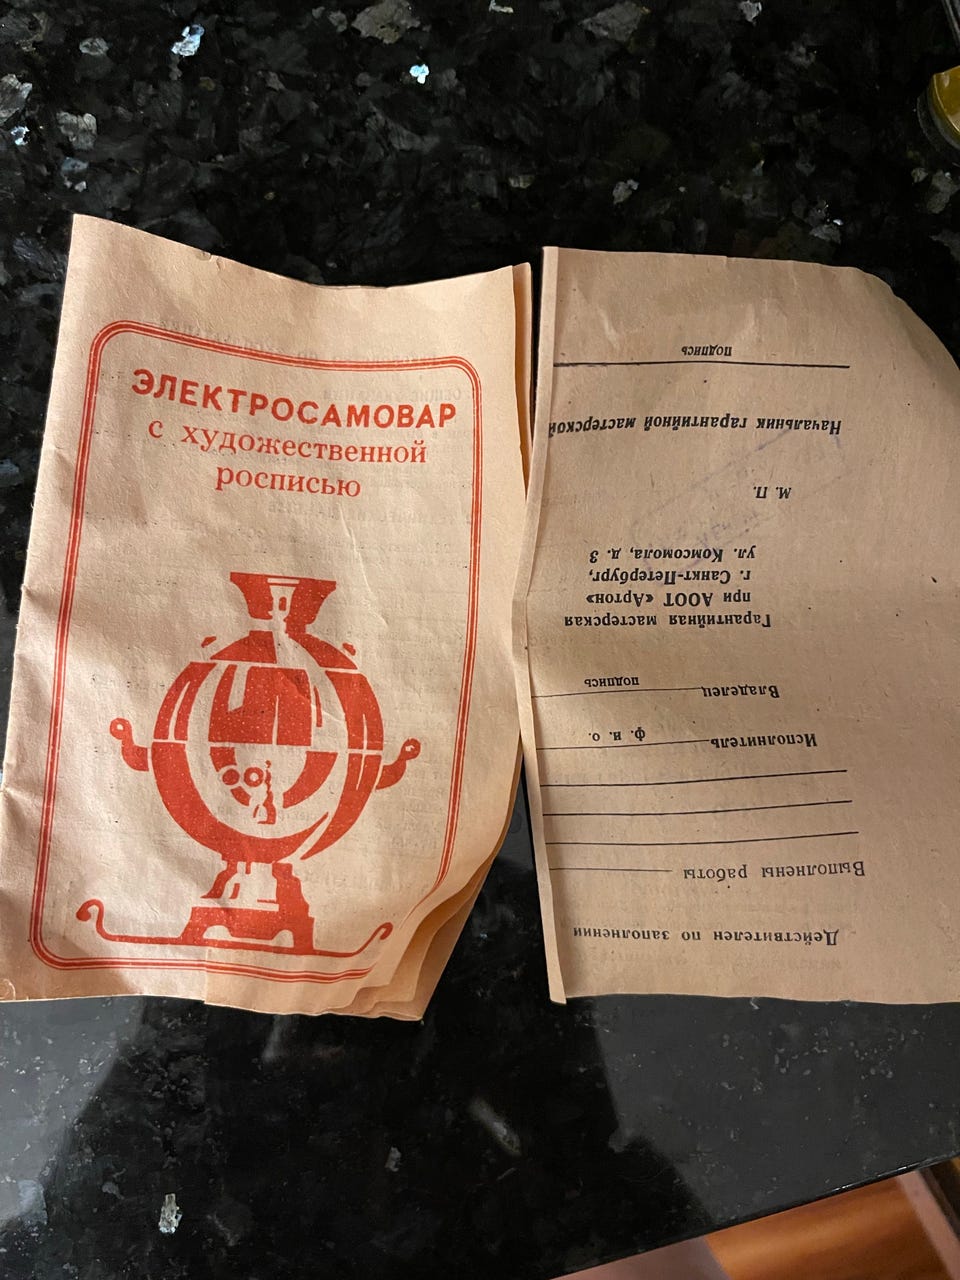 ЭЛЕКТРОСАМОВАР
с художественной
росписью
Действителен по заполнении
Выполнены работы
Исполнитель
ф. и. о.
Владелец
подпись
Гарантийная мастерская
при АООТ «Артон»
г. Санкт-Петербург,
ул. Комсомола, д. 3
М. П.
Начальник гарантийной мастерской
подпись